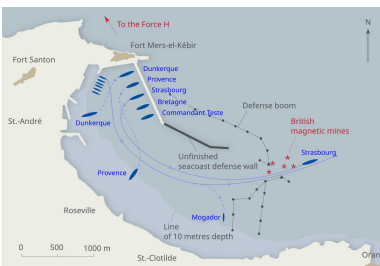 To the Force H
N
Fort Mers-el-Kébir
Fort Santon
Dunkerque
Provence
Strasbourg
Bretagne
Commandant Teste
Defense boom
St.-André
Dunkerque
British
magnetic mines
Strasbourg
Unfinished
seacoast defense wall
Provence
Roseville
Mogador
Line
of 10 metres depth
0 500 1000 m
St.-Clotilde
Oran